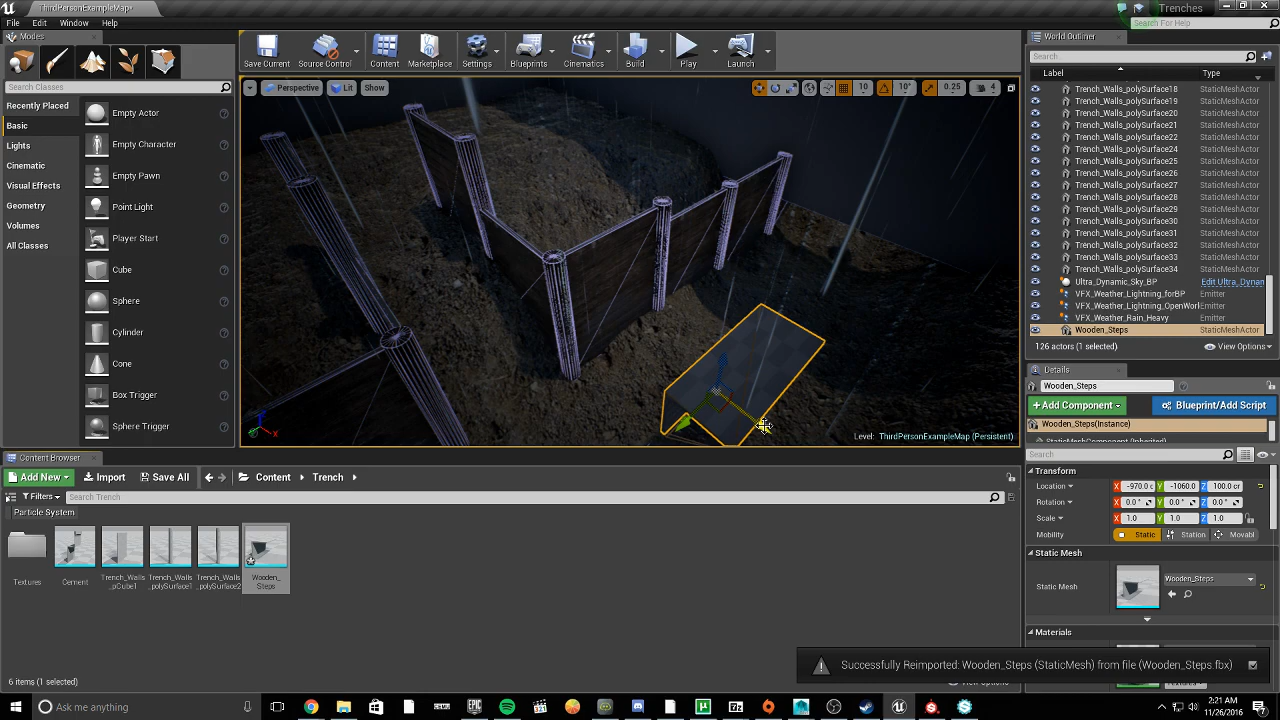 ThirdPersonExampleMap*
Trenches
File Edit Window Help
Search For Help
Modes
Search Classes
Recently Placed
Basic
Lights
Cinematic
Visual Effects
Geometry
Volumes
All Classes
Empty Actor
Empty Character
Empty Pawn
Point Light
Player Start
Cube
Sphere
Cylinder
Cone
Box Trigger
Sphere Trigger
Save Current
Source Control
Content
Marketplace
Settings
Blueprints
Cinematics
Build
Play
Launch
Perspective
Lit
Show
10
10°
0.25
4
Level: ThirdPersonExampleMap (Persistent)
World Outliner
Search...
Label
Type
Trench_Walls_polySurface18 StaticMeshActor
Trench_Walls_polySurface19 StaticMeshActor
Trench_Walls_polySurface20 StaticMeshActor
Trench_Walls_polySurface21 StaticMeshActor
Trench_Walls_polySurface22 StaticMeshActor
Trench_Walls_polySurface24 StaticMeshActor
Trench_Walls_polySurface25 StaticMeshActor
Trench_Walls_polySurface26 StaticMeshActor
Trench_Walls_polySurface27 StaticMeshActor
Trench_Walls_polySurface28 StaticMeshActor
Trench_Walls_polySurface29 StaticMeshActor
Trench_Walls_polySurface30 StaticMeshActor
Trench_Walls_polySurface31 StaticMeshActor
Trench_Walls_polySurface32 StaticMeshActor
Trench_Walls_polySurface33 StaticMeshActor
Trench_Walls_polySurface34 StaticMeshActor
Ultra_Dynamic_Sky_BP Edit Ultra_Dynan
VFX_Weather_Lightning_forBP Emitter
VFX_Weather_Lightning_OpenWorl Emitter
VFX_Weather_Rain_Heavy Emitter
Wooden_Steps StaticMeshActor
126 actors (1 selected)
View Options
Details
Wooden_Steps
+Add Component
Blueprint/Add Script
Wooden_Steps(Instance)
StaticMeshComponent (Inherited)
Search
Transform
Location X -970.0 c Y -1060.0 Z 100.0 cr
Rotation X 0.0 ° Y 0.0 ° Z 0.0 °
Scale X 1.0 Y 1.0 Z 1.0
Mobility Static Station Movabl
Static Mesh
Static Mesh
Wooden_Steps
Materials
Content Browser
Add New
Import
Save All
Content
Trench
Filters
Search Trench
Particle System
Textures
Cement
Trench_Walls
_pCube1
Trench_Walls
_polySurface1
Trench_Walls
_polySurface2
Wooden_
Steps
6 items (1 selected)
View Options
Successfully Reimported: Wooden_Steps (StaticMesh) from file (Wooden_Steps.fbx)
Ask me anything
2:21 AM
11/26/2016